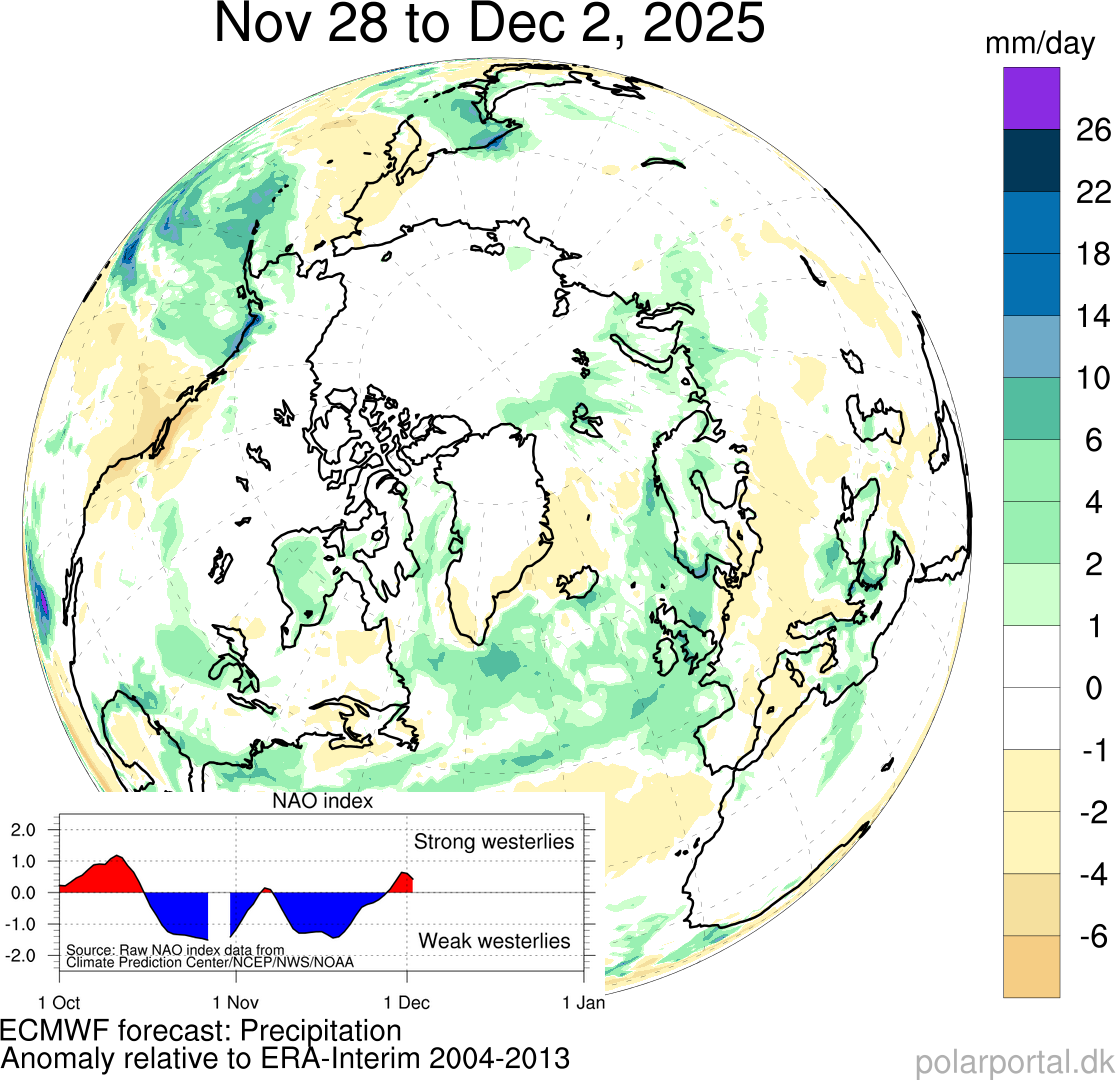 Nov 28 to Dec 2, 2025
mm/day
26
22
18
14
10
6
4
2
1
0
-1
-2
-4
-6
NAO index
2.0
1.0
0.0
-1.0
-2.0
Strong westerlies
Weak westerlies
Source: Raw NAO index data from
Climate Prediction Center/NCEP/NWS/NOAA
1 Oct 1 Nov 1 Dec 1 Jan
ECMWF forecast: Precipitation
Anomaly relative to ERA-Interim 2004-2013
polarportal.dk